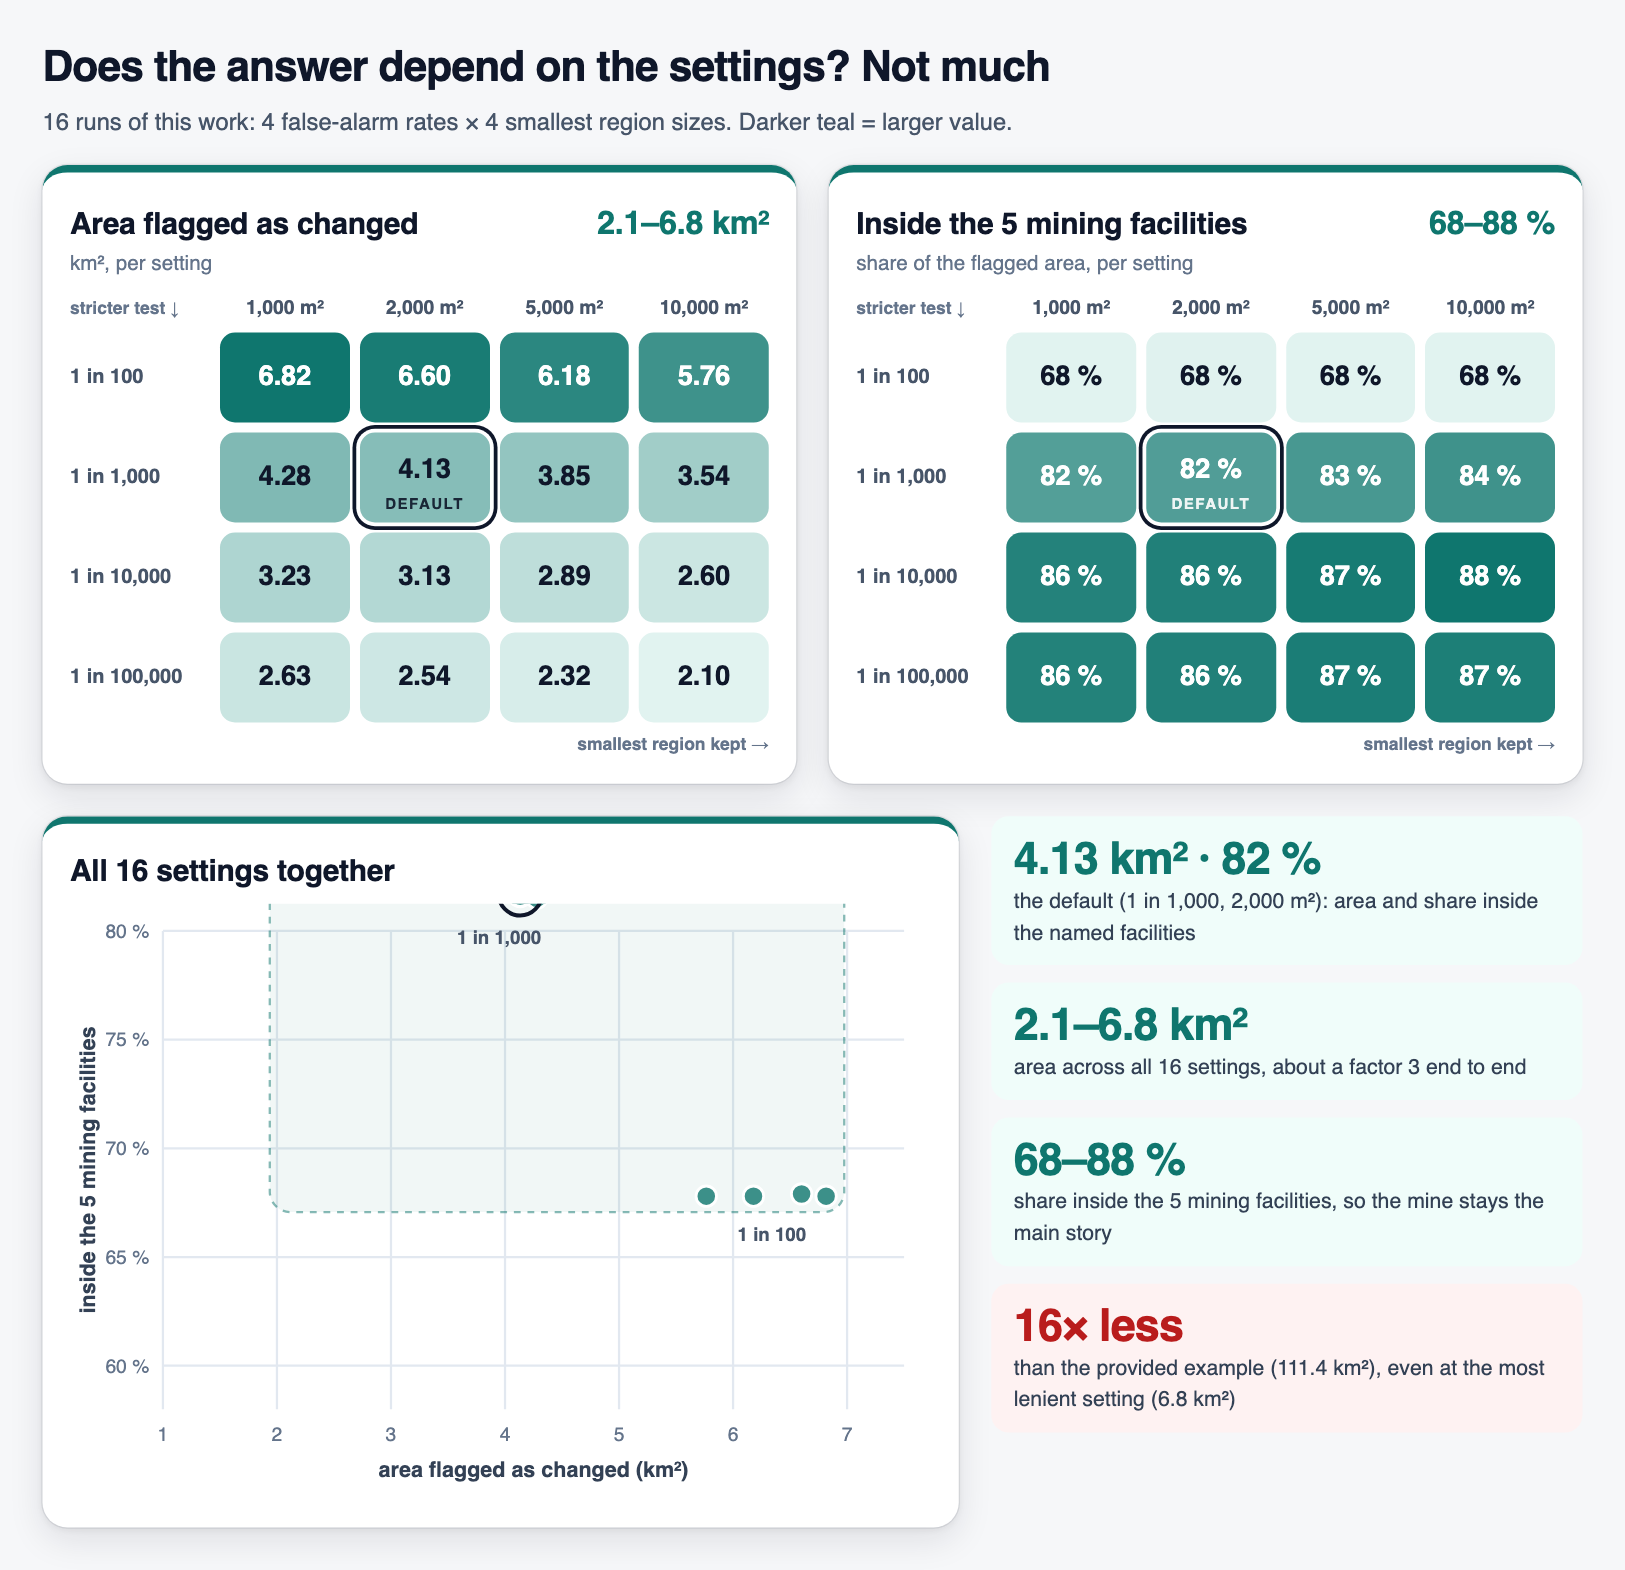 Does the answer depend on the settings? Not much
16 runs of this work: 4 false-alarm rates × 4 smallest region sizes. Darker teal = larger value.
Area flagged as changed 2.1–6.8 km²
km², per setting
stricter test ↓ 1,000 m² 2,000 m² 5,000 m² 10,000 m²
1 in 100 6.82 6.60 6.18 5.76
1 in 1,000 4.28 4.13 3.85 3.54
DEFAULT
1 in 10,000 3.23 3.13 2.89 2.60
1 in 100,000 2.63 2.54 2.32 2.10
smallest region kept →
Inside the 5 mining facilities 68–88 %
share of the flagged area, per setting
stricter test ↓ 1,000 m² 2,000 m² 5,000 m² 10,000 m²
1 in 100 68 % 68 % 68 % 68 %
1 in 1,000 82 % 82 % 83 % 84 %
DEFAULT
1 in 10,000 86 % 86 % 87 % 88 %
1 in 100,000 86 % 86 % 87 % 87 %
smallest region kept →
All 16 settings together
inside the 5 mining facilities
80 %
75 %
70 %
65 %
60 %
1 in 1,000
1 in 100
1 2 3 4 5 6 7
area flagged as changed (km²)
4.13 km² · 82 %
the default (1 in 1,000, 2,000 m²): area and share inside
the named facilities
2.1–6.8 km²
area across all 16 settings, about a factor 3 end to end
68–88 %
share inside the 5 mining facilities, so the mine stays the
main story
16× less
than the provided example (111.4 km²), even at the most
lenient setting (6.8 km²)